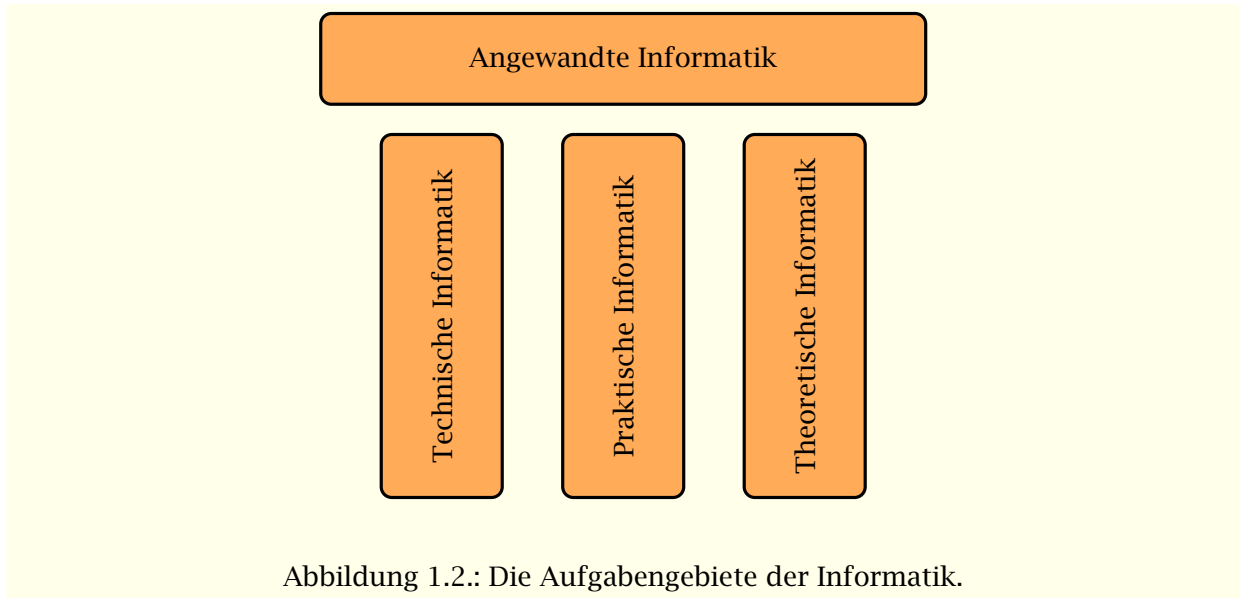 Angewandte Informatik
Technische Informatik
Praktische Informatik
Theoretische Informatik
Abbildung 1.2.: Die Aufgabengebiete der Informatik.